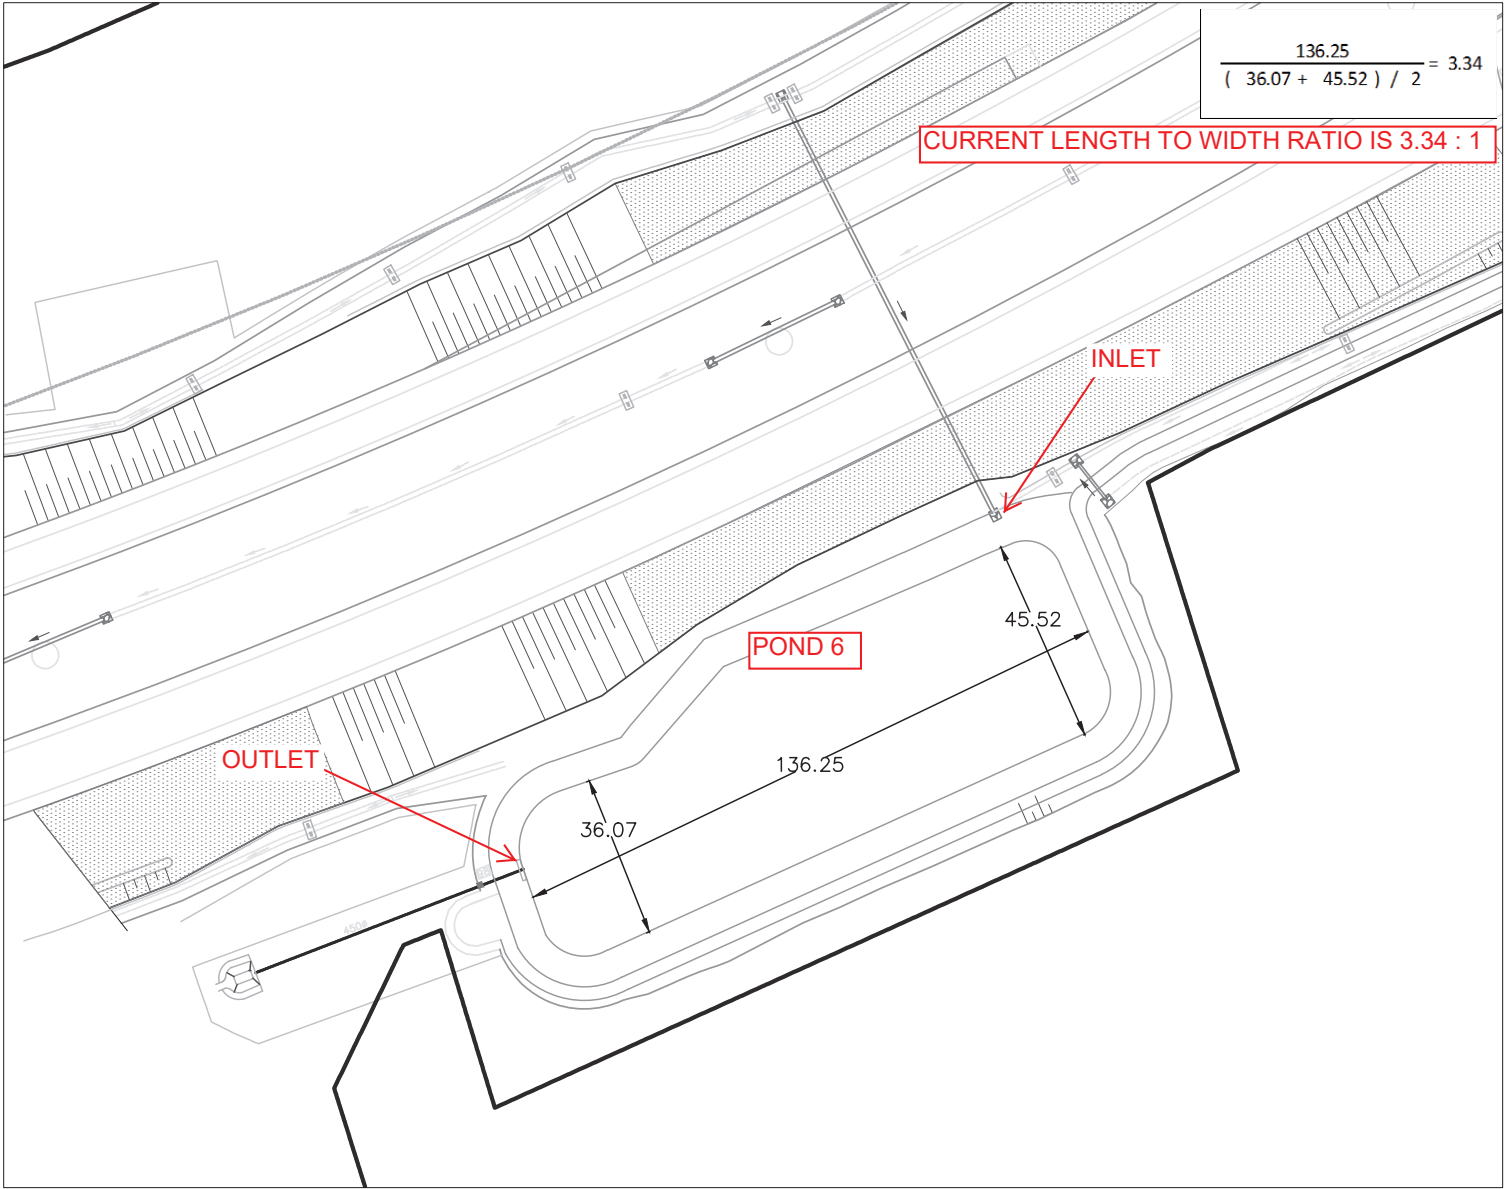 136.25
( 36.07 + 45.52 ) / 2 = 3.34
CURRENT LENGTH TO WIDTH RATIO IS 3.34 : 1
INLET
45.52
POND 6
OUTLET
136.25
36.07